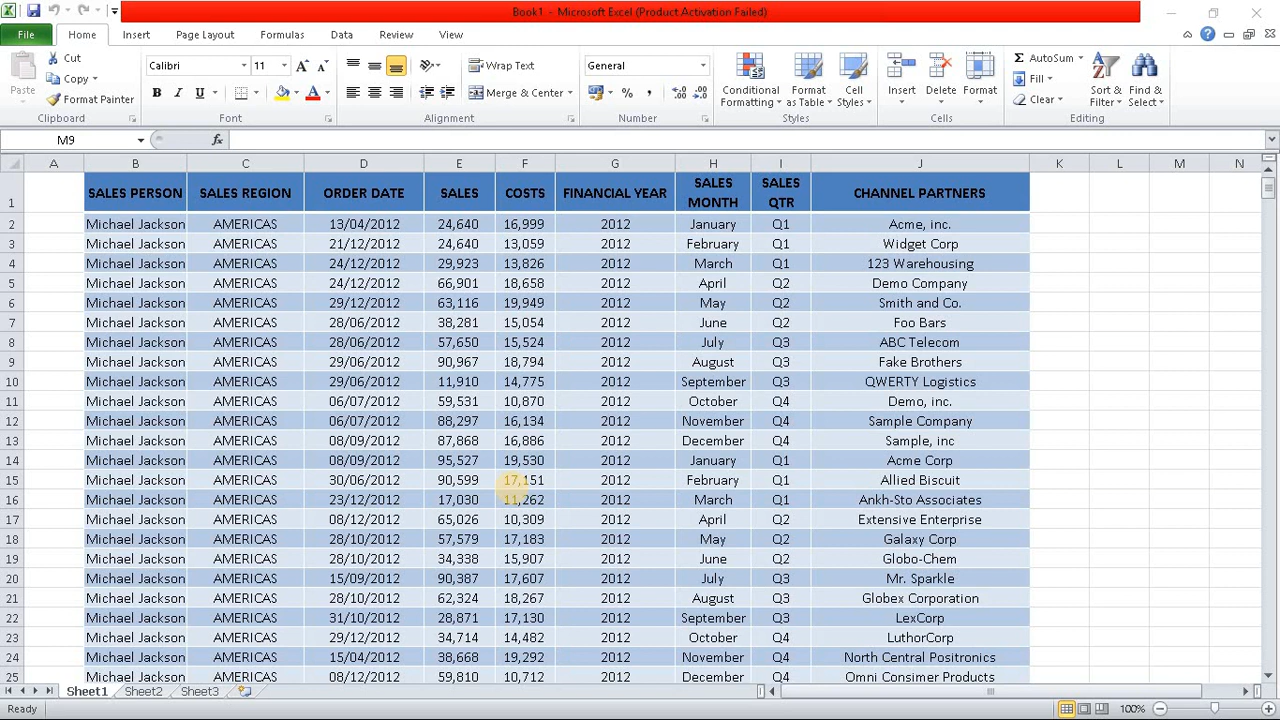 Book1 - Microsoft Excel (Product Activation Failed)
File Home Insert Page Layout Formulas Data Review View
Paste Cut Copy Format Painter Clipboard
Calibri 11 A A B I U A Font
Wrap Text Merge & Center Alignment
General % , Number
Conditional Formatting Format as Table Cell Styles Styles
Insert Delete Format Cells
Σ AutoSum Fill Clear Sort & Filter Find & Select Editing
M9 fx
A B C D E F G H I J K L M N
1 SALES PERSON SALES REGION ORDER DATE SALES COSTS FINANCIAL YEAR SALES MONTH SALES QTR CHANNEL PARTNERS
2 Michael Jackson AMERICAS 13/04/2012 24,640 16,999 2012 January Q1 Acme, inc.
3 Michael Jackson AMERICAS 21/12/2012 24,640 13,059 2012 February Q1 Widget Corp
4 Michael Jackson AMERICAS 24/12/2012 29,923 13,826 2012 March Q1 123 Warehousing
5 Michael Jackson AMERICAS 24/12/2012 66,901 18,658 2012 April Q2 Demo Company
6 Michael Jackson AMERICAS 29/12/2012 63,116 19,949 2012 May Q2 Smith and Co.
7 Michael Jackson AMERICAS 28/06/2012 38,281 15,054 2012 June Q2 Foo Bars
8 Michael Jackson AMERICAS 28/06/2012 57,650 15,524 2012 July Q3 ABC Telecom
9 Michael Jackson AMERICAS 29/06/2012 90,967 18,794 2012 August Q3 Fake Brothers
10 Michael Jackson AMERICAS 29/06/2012 11,910 14,775 2012 September Q3 QWERTY Logistics
11 Michael Jackson AMERICAS 06/07/2012 59,531 10,870 2012 October Q4 Demo, inc.
12 Michael Jackson AMERICAS 06/07/2012 88,297 16,134 2012 November Q4 Sample Company
13 Michael Jackson AMERICAS 08/09/2012 87,868 16,886 2012 December Q4 Sample, inc
14 Michael Jackson AMERICAS 08/09/2012 95,527 19,530 2012 January Q1 Acme Corp
15 Michael Jackson AMERICAS 30/06/2012 90,599 17,151 2012 February Q1 Allied Biscuit
16 Michael Jackson AMERICAS 23/12/2012 17,030 11,262 2012 March Q1 Ankh-Sto Associates
17 Michael Jackson AMERICAS 08/12/2012 65,026 10,309 2012 April Q2 Extensive Enterprise
18 Michael Jackson AMERICAS 28/10/2012 57,579 17,183 2012 May Q2 Galaxy Corp
19 Michael Jackson AMERICAS 28/10/2012 34,338 15,907 2012 June Q2 Globo-Chem
20 Michael Jackson AMERICAS 15/09/2012 90,387 17,607 2012 July Q3 Mr. Sparkle
21 Michael Jackson AMERICAS 28/10/2012 62,324 18,267 2012 August Q3 Globex Corporation
22 Michael Jackson AMERICAS 31/10/2012 28,871 17,130 2012 September Q3 LexCorp
23 Michael Jackson AMERICAS 29/12/2012 34,714 14,482 2012 October Q4 LuthorCorp
24 Michael Jackson AMERICAS 15/04/2012 38,668 19,292 2012 November Q4 North Central Positronics
25 Michael Jackson AMERICAS 08/12/2012 59,810 10,712 2012 December Q4 Omni Consimer Products
Sheet1 Sheet2 Sheet3
Ready 100%